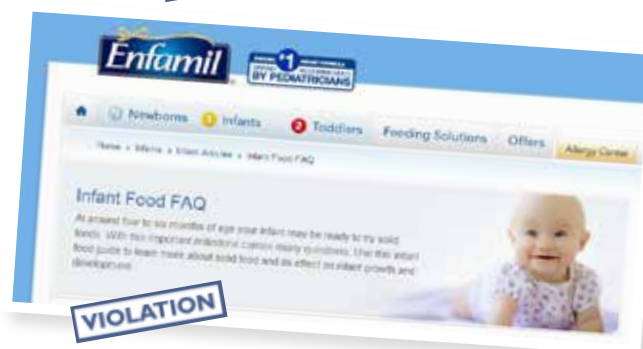 Enfamil
#1
BY PEDIATRICIANS
Newborns 1 Infants 2 Toddlers Feeding Solutions Offers Allergy Center
Home » Infants » Infant Articles » Infant Food FAQ
Infant Food FAQ
At around four to six months of age your infant may be ready to try solid
foods. With this important milestone comes many questions. Use this infant
food guide to learn more about solid food and its effect on infant growth and
development.
VIOLATION